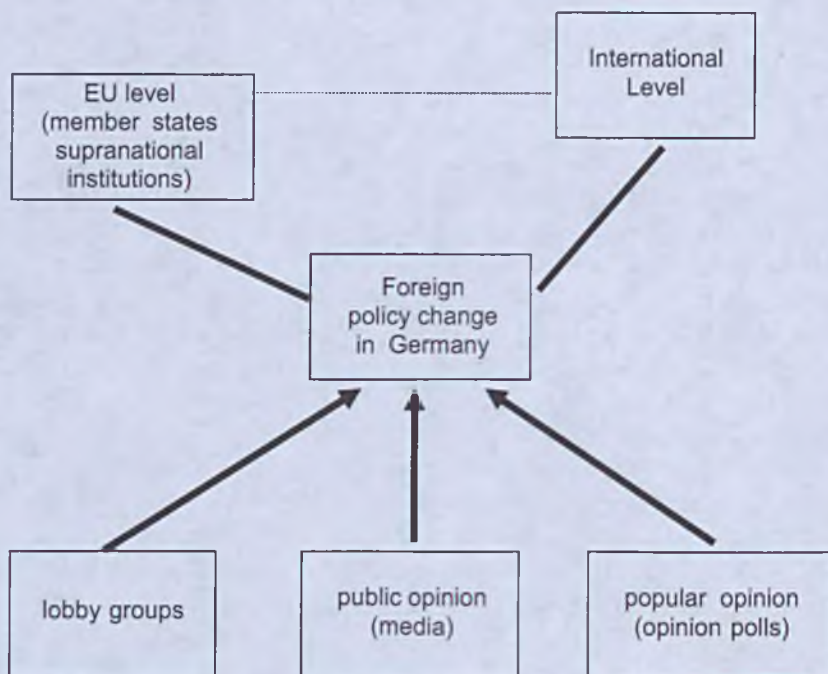 EU level
(member states
supranational
institutions)
International
Level
Foreign
policy change
in Germany
lobby groups
public opinion
(media)
popular opinion
(opinion polls)